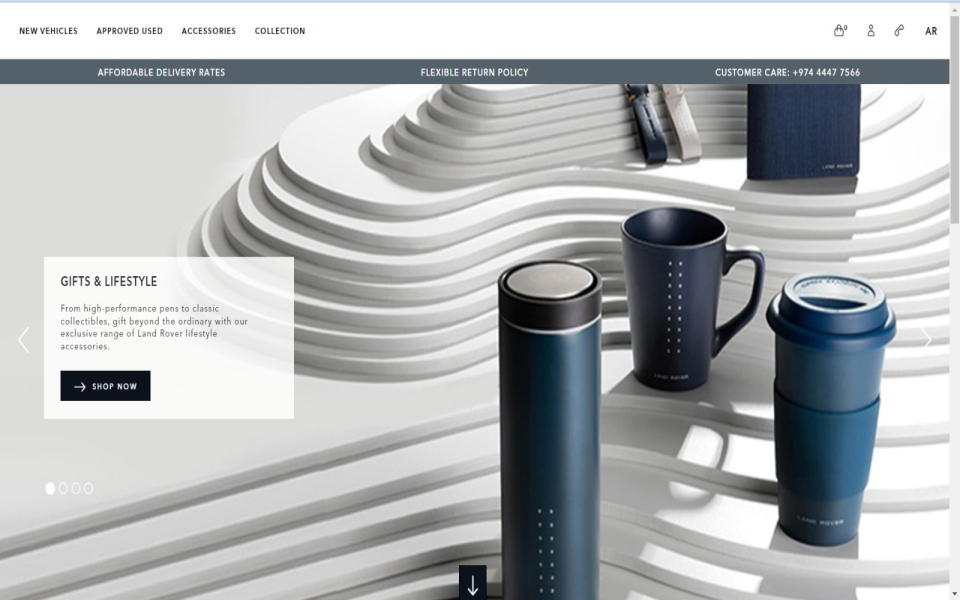 NEW VEHICLES
APPROVED USED
ACCESSORIES
COLLECTION
0
AR
AFFORDABLE DELIVERY RATES
FLEXIBLE RETURN POLICY
CUSTOMER CARE: +974 4447 7566
LAND ROVER
GIFTS & LIFESTYLE
From high-performance pens to classic
collectibles, gift beyond the ordinary with our
exclusive range of Land Rover lifestyle
accessories.
SHOP NOW
LAND ROVER
LAND ROVER